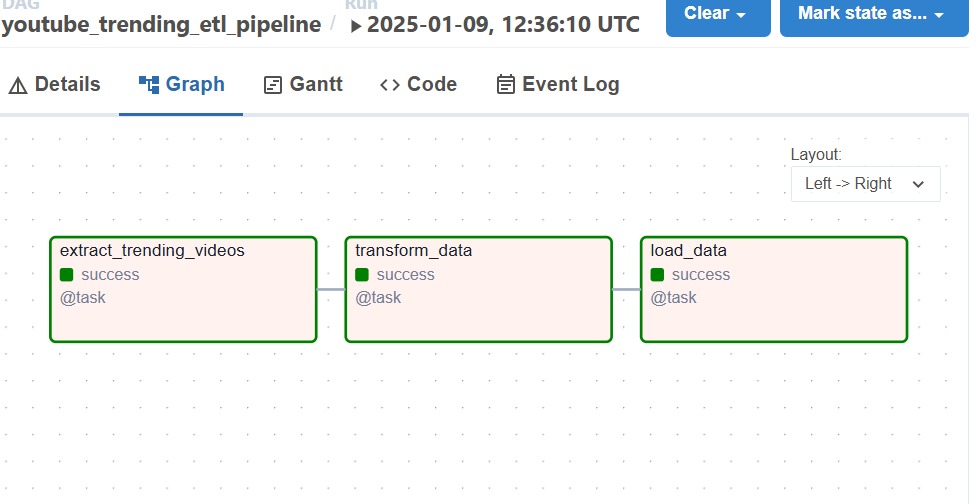 DAG
youtube_trending_etl_pipeline / 2025-01-09, 12:36:10 UTC
Run
Clear
Mark state as...
Details
Graph
Gantt
Code
Event Log
Layout:
Left -> Right
extract_trending_videos
success
@task
transform_data
success
@task
load_data
success
@task